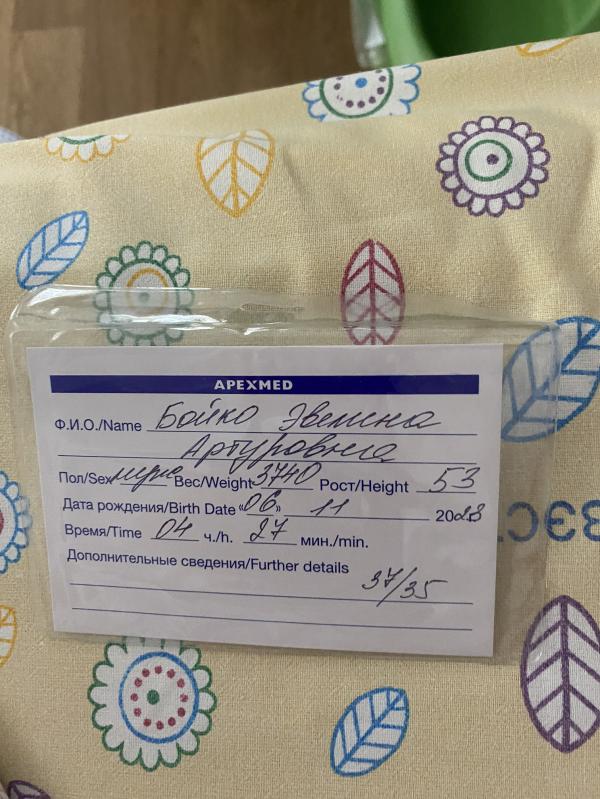 APEXMED
Ф.И.О./Name Бойко Эвелина
Артуровна
Пол/Sex Вес/Weight 3740 Рост/Height 53
Дата рождения/Birth Date "06" 11 2023
Время/Time 04 ч./h. 27 мин./min.
Дополнительные сведения/Further details
37/35